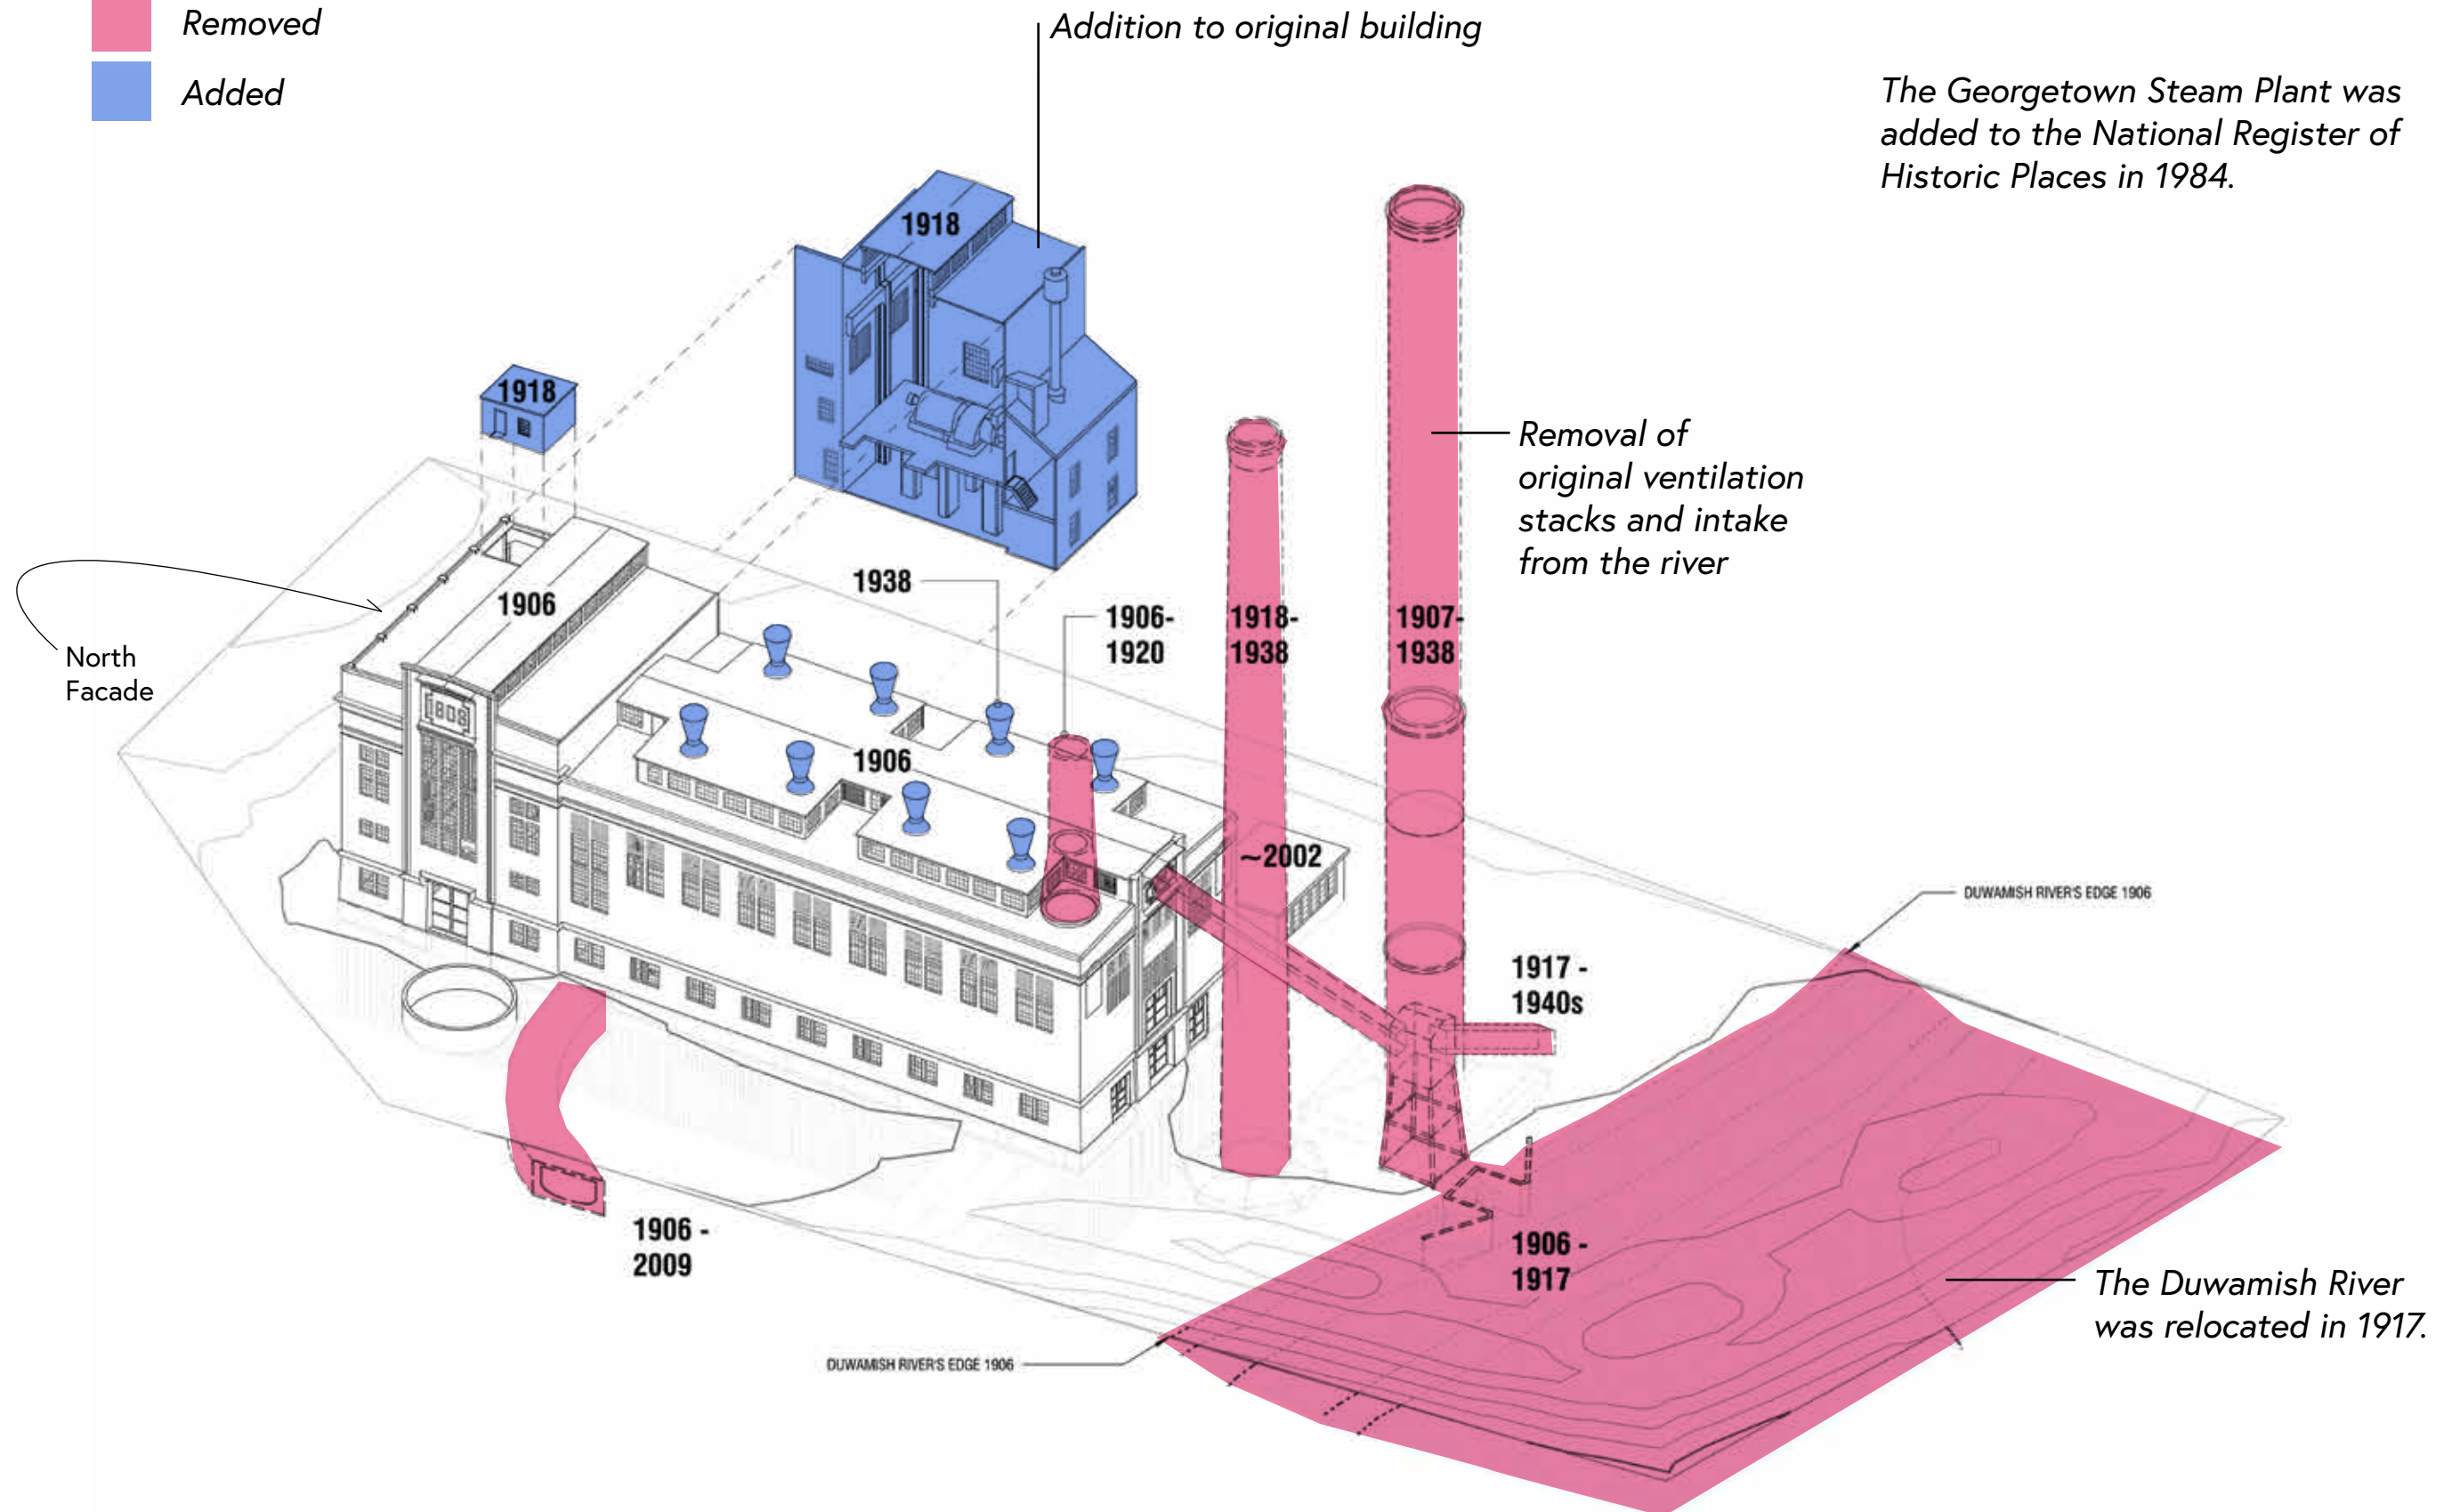 Removed
Added
Addition to original building
The Georgetown Steam Plant was
added to the National Register of
Historic Places in 1984.
1918
1918
Removal of
original ventilation
stacks and intake
from the river
North
Facade
1906
1938
1906-
1920
1918-
1938
1907-
1938
1906
~2002
DUWAMISH RIVER'S EDGE 1906
1917 -
1940s
1906 -
2009
1906 -
1917
The Duwamish River
was relocated in 1917.
DUWAMISH RIVER'S EDGE 1906